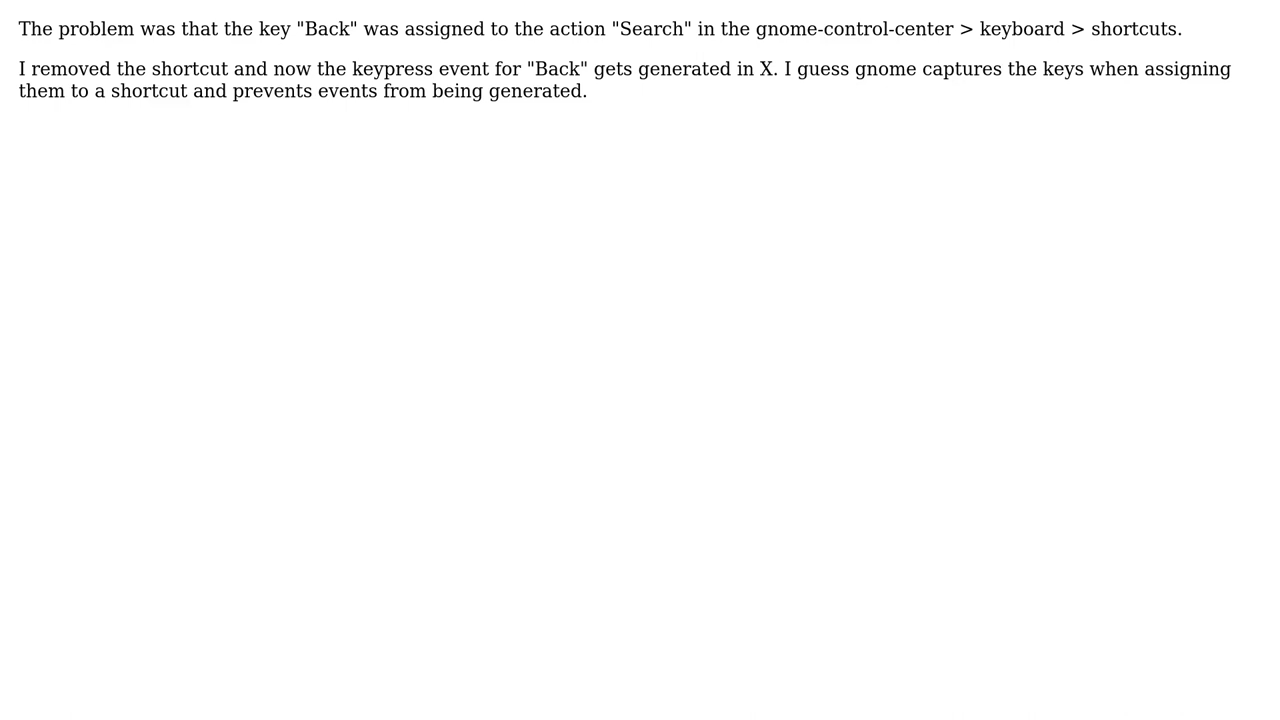 The problem was that the key "Back" was assigned to the action "Search" in the gnome-control-center > keyboard > shortcuts.
I removed the shortcut and now the keypress event for "Back" gets generated in X. I guess gnome captures the keys when assigning
them to a shortcut and prevents events from being generated.